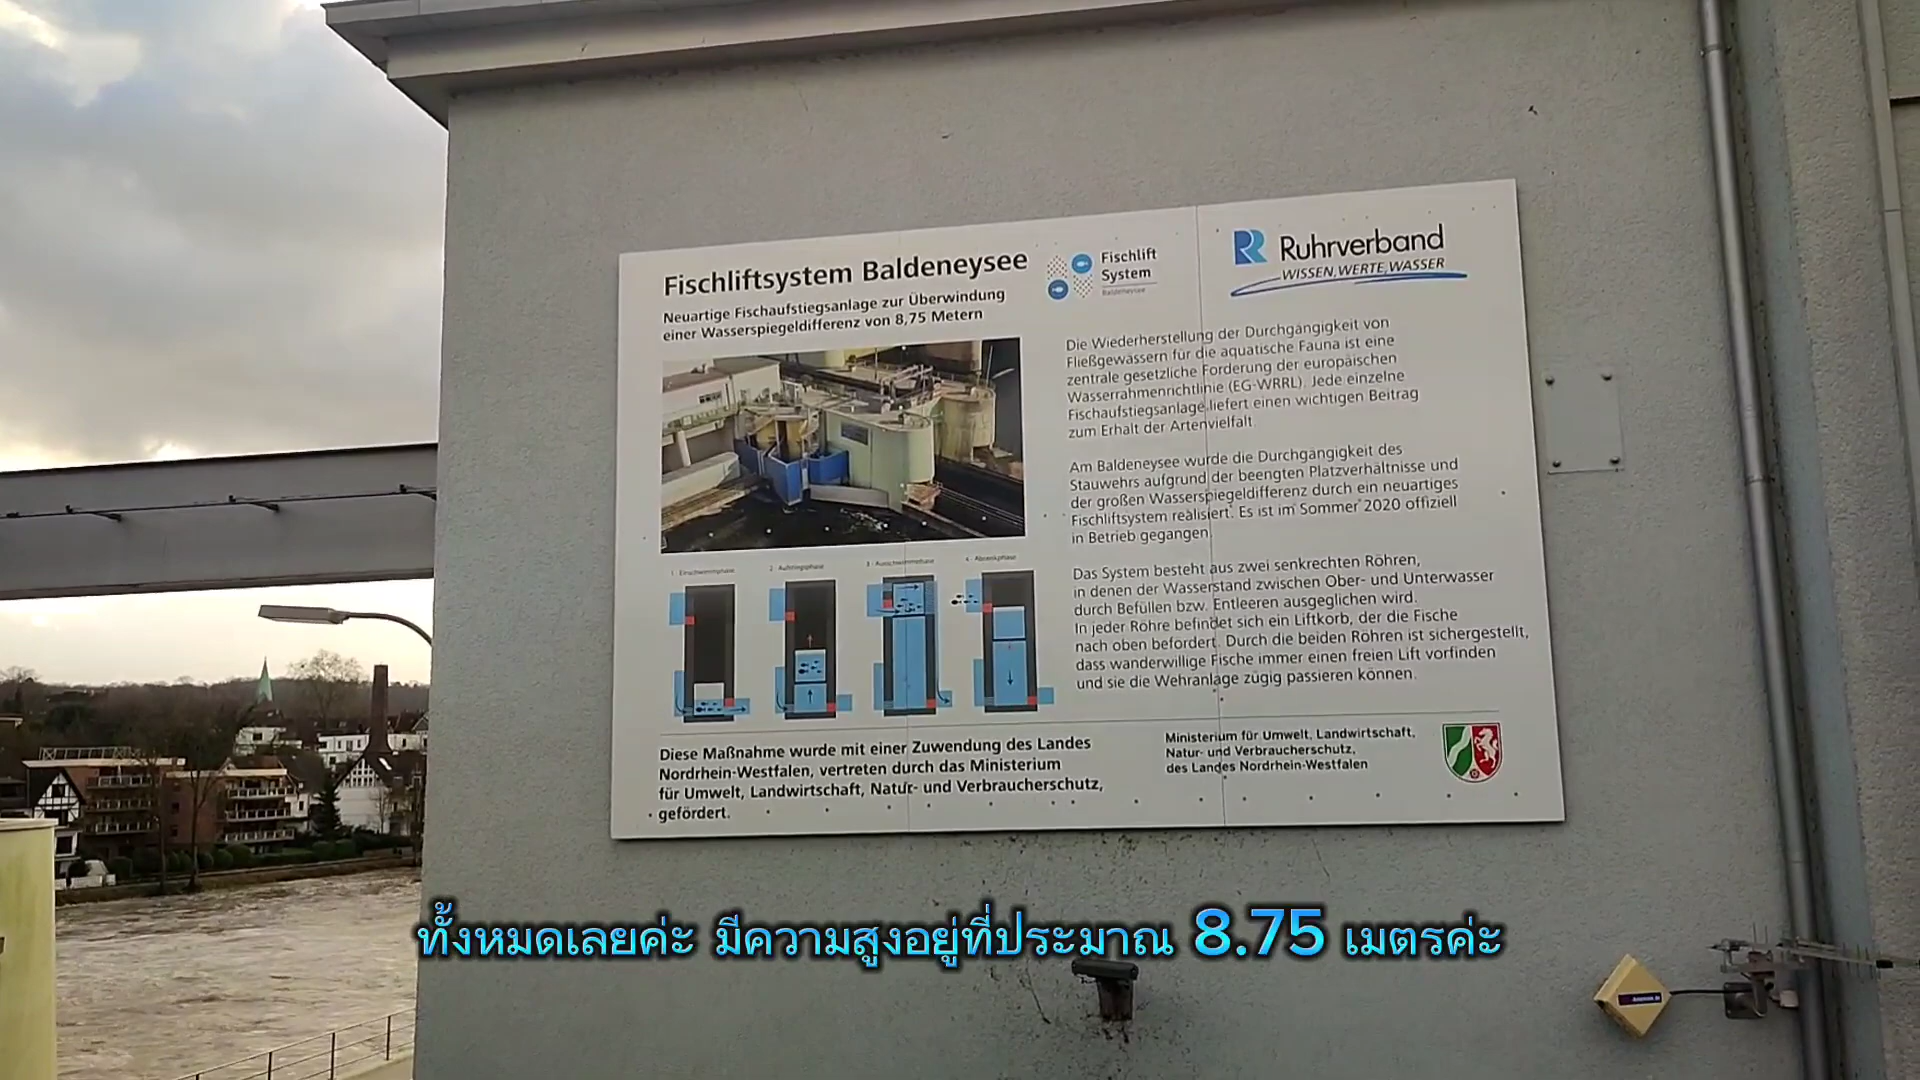 Fischliftsystem Baldeneysee
Neuartige Fischaufstiegsanlage zur Überwindung
einer Wasserspiegeldifferenz von 8,75 Metern
Fischlift
System
Baldeneysee
Ruhrverband
WISSEN, WERTE, WASSER
Die Wiederherstellung der Durchgängigkeit von
Fließgewässern für die aquatische Fauna ist eine
zentrale gesetzliche Forderung der europäischen
Wasserrahmenrichtlinie (EG-WRRL). Jede einzelne
Fischaufstiegsanlage liefert einen wichtigen Beitrag
zum Erhalt der Artenvielfalt.
Am Baldeneysee wurde die Durchgängigkeit des
Stauwehrs aufgrund der beengten Platzverhältnisse und
der großen Wasserspiegeldifferenz durch ein neuartiges
Fischliftsystem realisiert. Es ist im Sommer 2020 offiziell
in Betrieb gegangen.
Das System besteht aus zwei senkrechten Röhren,
in denen der Wasserstand zwischen Ober- und Unterwasser
durch Befüllen bzw. Entleeren ausgeglichen wird.
In jeder Röhre befindet sich ein Liftkorb, der die Fische
nach oben befördert. Durch die beiden Röhren ist sichergestellt,
dass wanderwillige Fische immer einen freien Lift vorfinden
und sie die Wehranlage zügig passieren können.
1 - Einschwimmphase
2 - Aufstiegsphase
3 - Ausschwimmphase
4 - Absenkphase
Diese Maßnahme wurde mit einer Zuwendung des Landes
Nordrhein-Westfalen, vertreten durch das Ministerium
für Umwelt, Landwirtschaft, Natur- und Verbraucherschutz,
gefördert.
Ministerium für Umwelt, Landwirtschaft,
Natur- und Verbraucherschutz,
des Landes Nordrhein-Westfalen
ทั้งหมดเลยค่ะ มีความสูงอยู่ที่ประมาณ 8.75 เมตรค่ะ